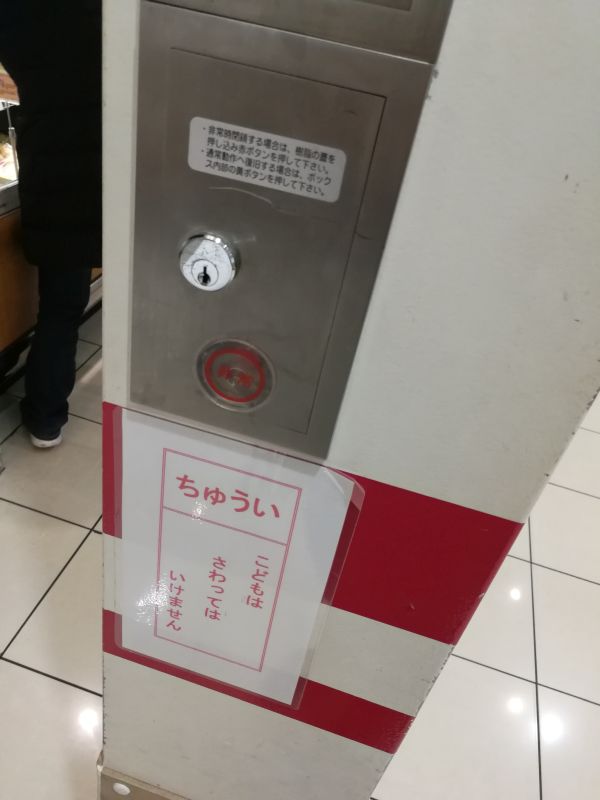 ・非常時閉鎖する場合は、樹脂の蓋を
押し込み赤ボタンを押して下さい。
・通常動作へ復旧する場合は、ボック
ス内部の黄ボタンを押して下さい。
ちゅうい
こどもは
さわっては
いけません